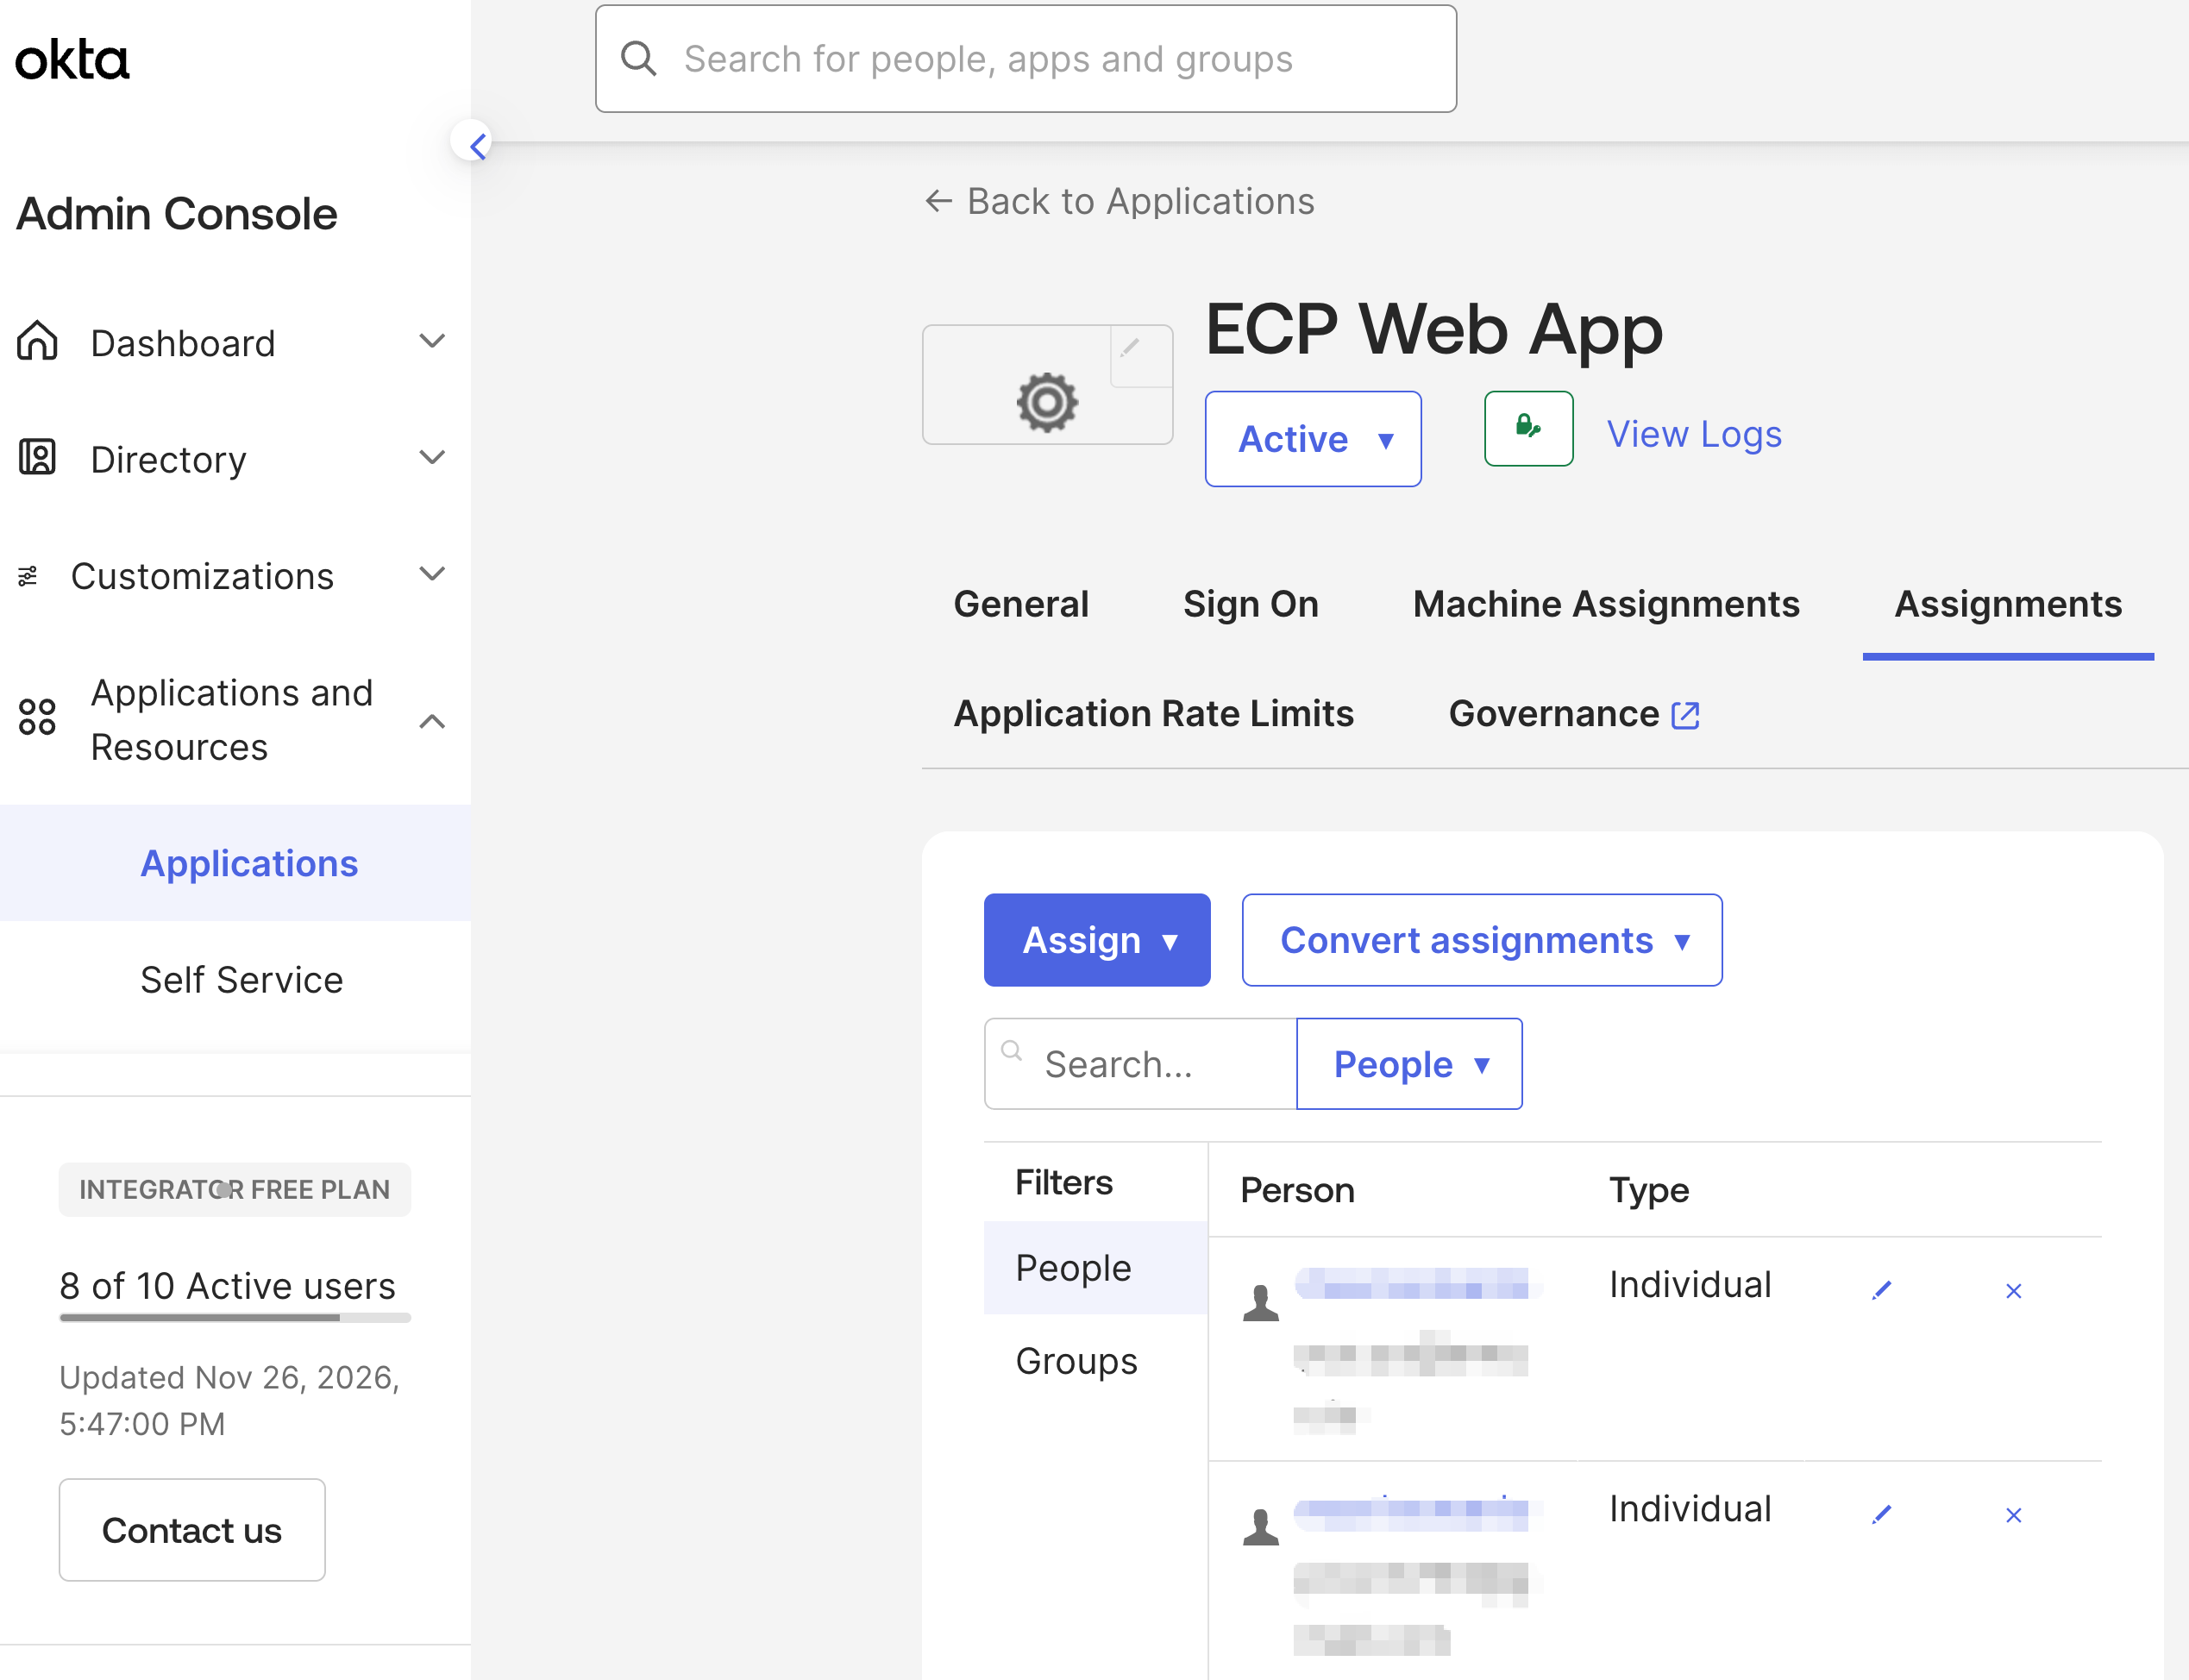 okta
Search for people, apps and groups
Admin Console
Dashboard
Directory
Customizations
Applications and
Resources
Applications
Self Service
INTEGRATOR FREE PLAN
8 of 10 Active users
Updated Nov 26, 2026,
5:47:00 PM
Contact us
← Back to Applications
ECP Web App
Active ▼
View Logs
General Sign On Machine Assignments Assignments
Application Rate Limits Governance
Assign ▼ Convert assignments ▼
Search... People ▼
Filters
People
Groups
Person Type
Individual
Individual